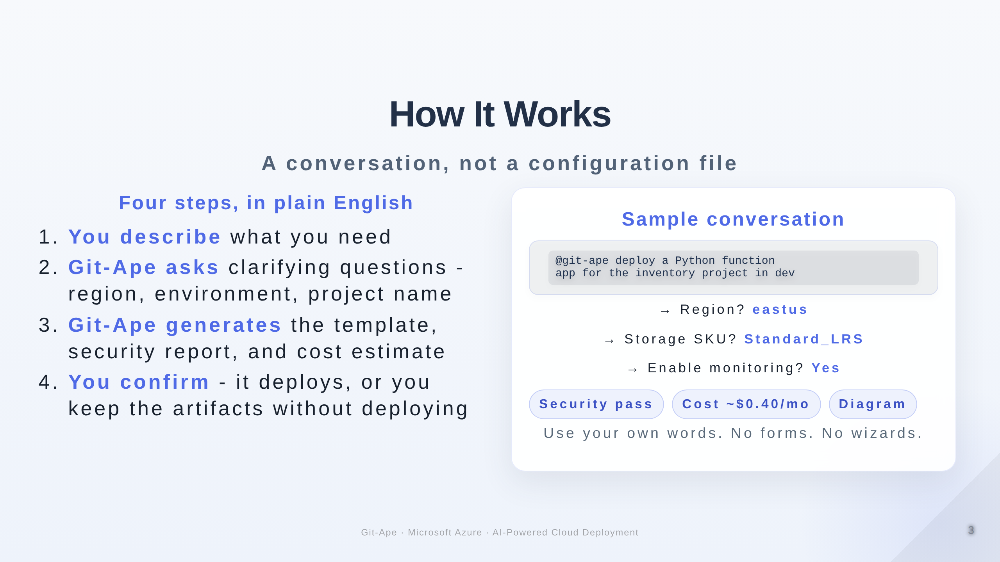 How It Works
A conversation, not a configuration file
Four steps, in plain English
1. You describe what you need
2. Git-Ape asks clarifying questions -
region, environment, project name
3. Git-Ape generates the template,
security report, and cost estimate
4. You confirm - it deploys, or you
keep the artifacts without deploying
Sample conversation
@git-ape deploy a Python function
app for the inventory project in dev
→ Region? eastus
→ Storage SKU? Standard_LRS
→ Enable monitoring? Yes
Security pass
Cost ~$0.40/mo
Diagram
Use your own words. No forms. No wizards.
Git-Ape · Microsoft Azure · AI-Powered Cloud Deployment
3